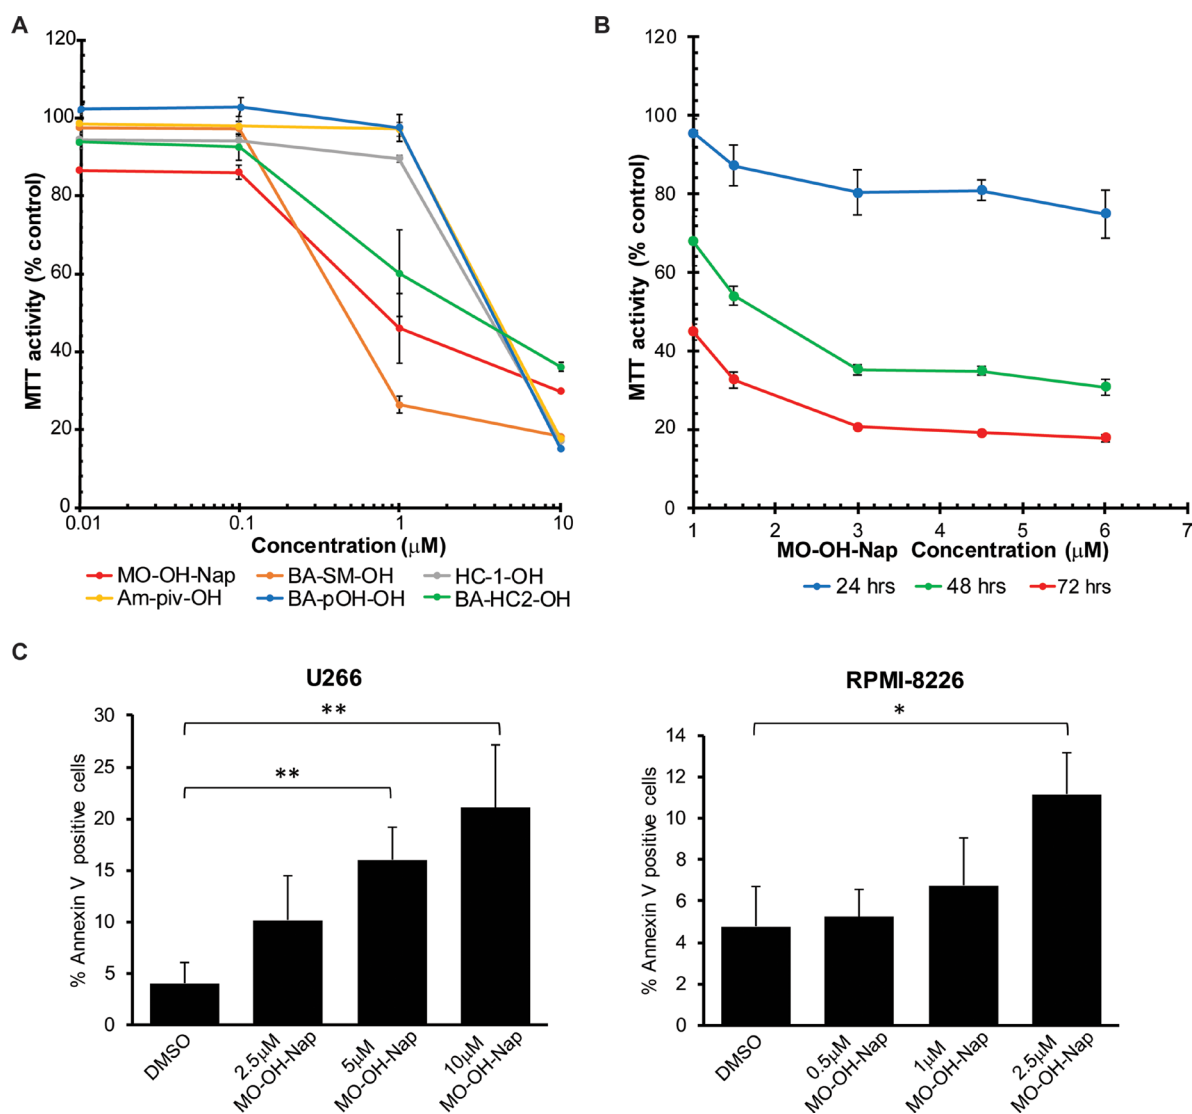 A
120
100
80
60
40
20
0
MTT activity (% control)
0.01
0.1
1
10
Concentration (μM)
MO-OH-Nap
BA-SM-OH
HC-1-OH
Am-piv-OH
BA-pOH-OH
BA-HC2-OH
B
120
100
80
60
40
20
0
MTT activity (% control)
1
2
3
4
5
6
7
MO-OH-Nap Concentration (μM)
24 hrs
48 hrs
72 hrs
C
U266
30
25
20
15
10
5
0
% Annexin V positive cells
**
**
DMSO
2.5μM
MO-OH-Nap
5μM
MO-OH-Nap
10μM
MO-OH-Nap
RPMI-8226
14
12
10
8
6
4
2
0
% Annexin V positive cells
*
DMSO
0.5μM
MO-OH-Nap
1μM
MO-OH-Nap
2.5μM
MO-OH-Nap